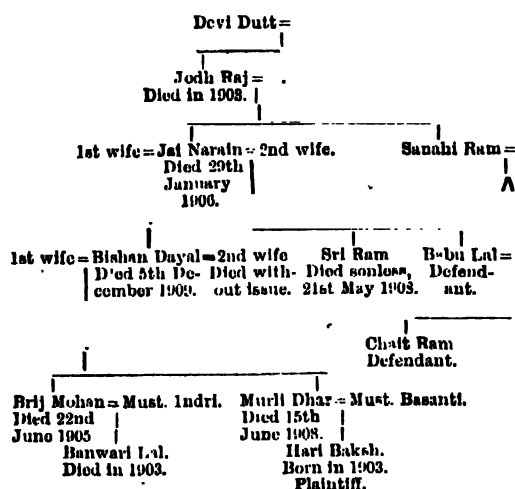 Devi Dutt=
Jodh Raj=
Died in 1908.
1st wife=Jai Narain=2nd wife. Sanahi Ram=
Died 29th
January
1906.
1st wife=Bishan Dayal=2nd wife Sri Ram Babu Lal=
Died 5th De- Died with- Died sonless, Defend-
cember 1909. out issue. 21st May 1908. ant.
Chait Ram
Defendant.
Brij Mohan=Must. Indri. Murli Dhar=Must. Basanti.
Died 22nd Died 15th
June 1905 June 1908.
Banwari Lal. Hari Baksh.
Died in 1903. Born in 1903.
Plaintiff.